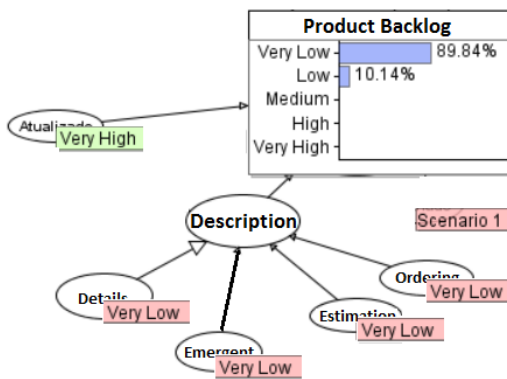 Product Backlog
Very Low
89.84%
Low
10.14%
Medium
High
Very High
Very High
Description
Scenario 1
Details
Very Low
Ordering
Very Low
Estimation
Very Low
Emergent
Very Low